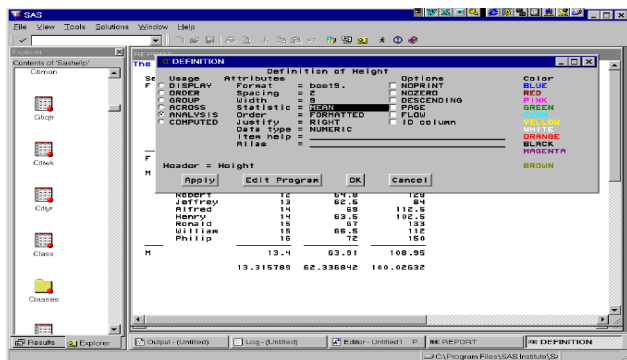 SAS
File View Tools Solutions Window Help
Explorer
Contents of 'Sashelp'
Citimon
Citiqtr
Citiwk
Citiyr
Class
Classes
The
Se
F
DEFINITION
Definition of Height
Usage Attributes Options Color
DISPLAY Format = best9. NOPRINT BLUE
ORDER Spacing = 2 NOZERO RED
GROUP Width = 9 DESCENDING PINK
ACROSS Statistic = MEAN PAGE GREEN
ANALYSIS Order = FORMATTED FLOW CYAN
COMPUTED Justify = RIGHT ID column YELLOW
Data type = NUMERIC WHITE
Item help = ORANGE
Alias = BLACK
MAGENTA
Header = Height BROWN
Apply Edit Program OK Cancel
F
M
Robert 12 64.8 128
Jeffrey 13 62.5 84
Alfred 14 69 112.5
Henry 14 63.5 102.5
Ronald 15 67 133
William 15 66.5 112
Philip 16 72 150
M 13.4 63.91 108.95
13.315789 62.336842 100.02632
Results Explorer
Output - (Untitled) Log - (Untitled) Editor - Untitled1 P... REPORT DEFINITION
C:\Program Files\SAS Institute\SA